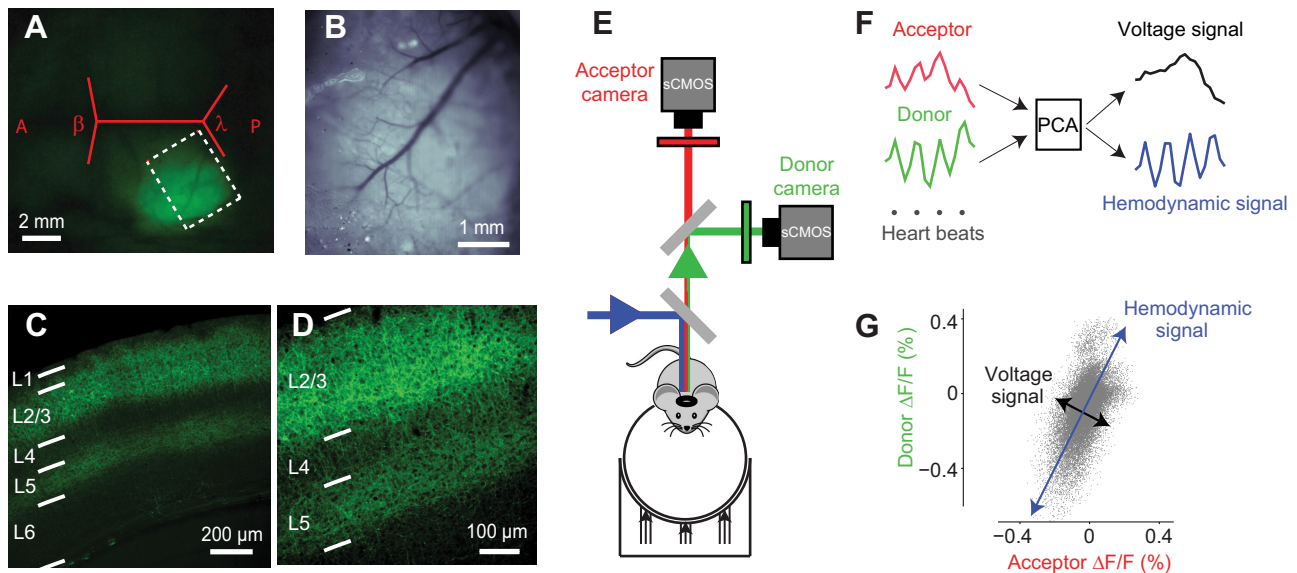 A
A
β
λ
P
2 mm
B
1 mm
C
L1
L2/3
L4
L5
L6
200 µm
D
L2/3
L4
L5
100 µm
E
Acceptor
camera
sCMOS
Donor
camera
sCMOS
F
Acceptor
Donor
Heart beats
PCA
Voltage signal
Hemodynamic signal
G
Donor ΔF/F (%)
0.4
0
−0.4
−0.4
0
0.4
Acceptor ΔF/F (%)
Voltage
signal
Hemodynamic
signal